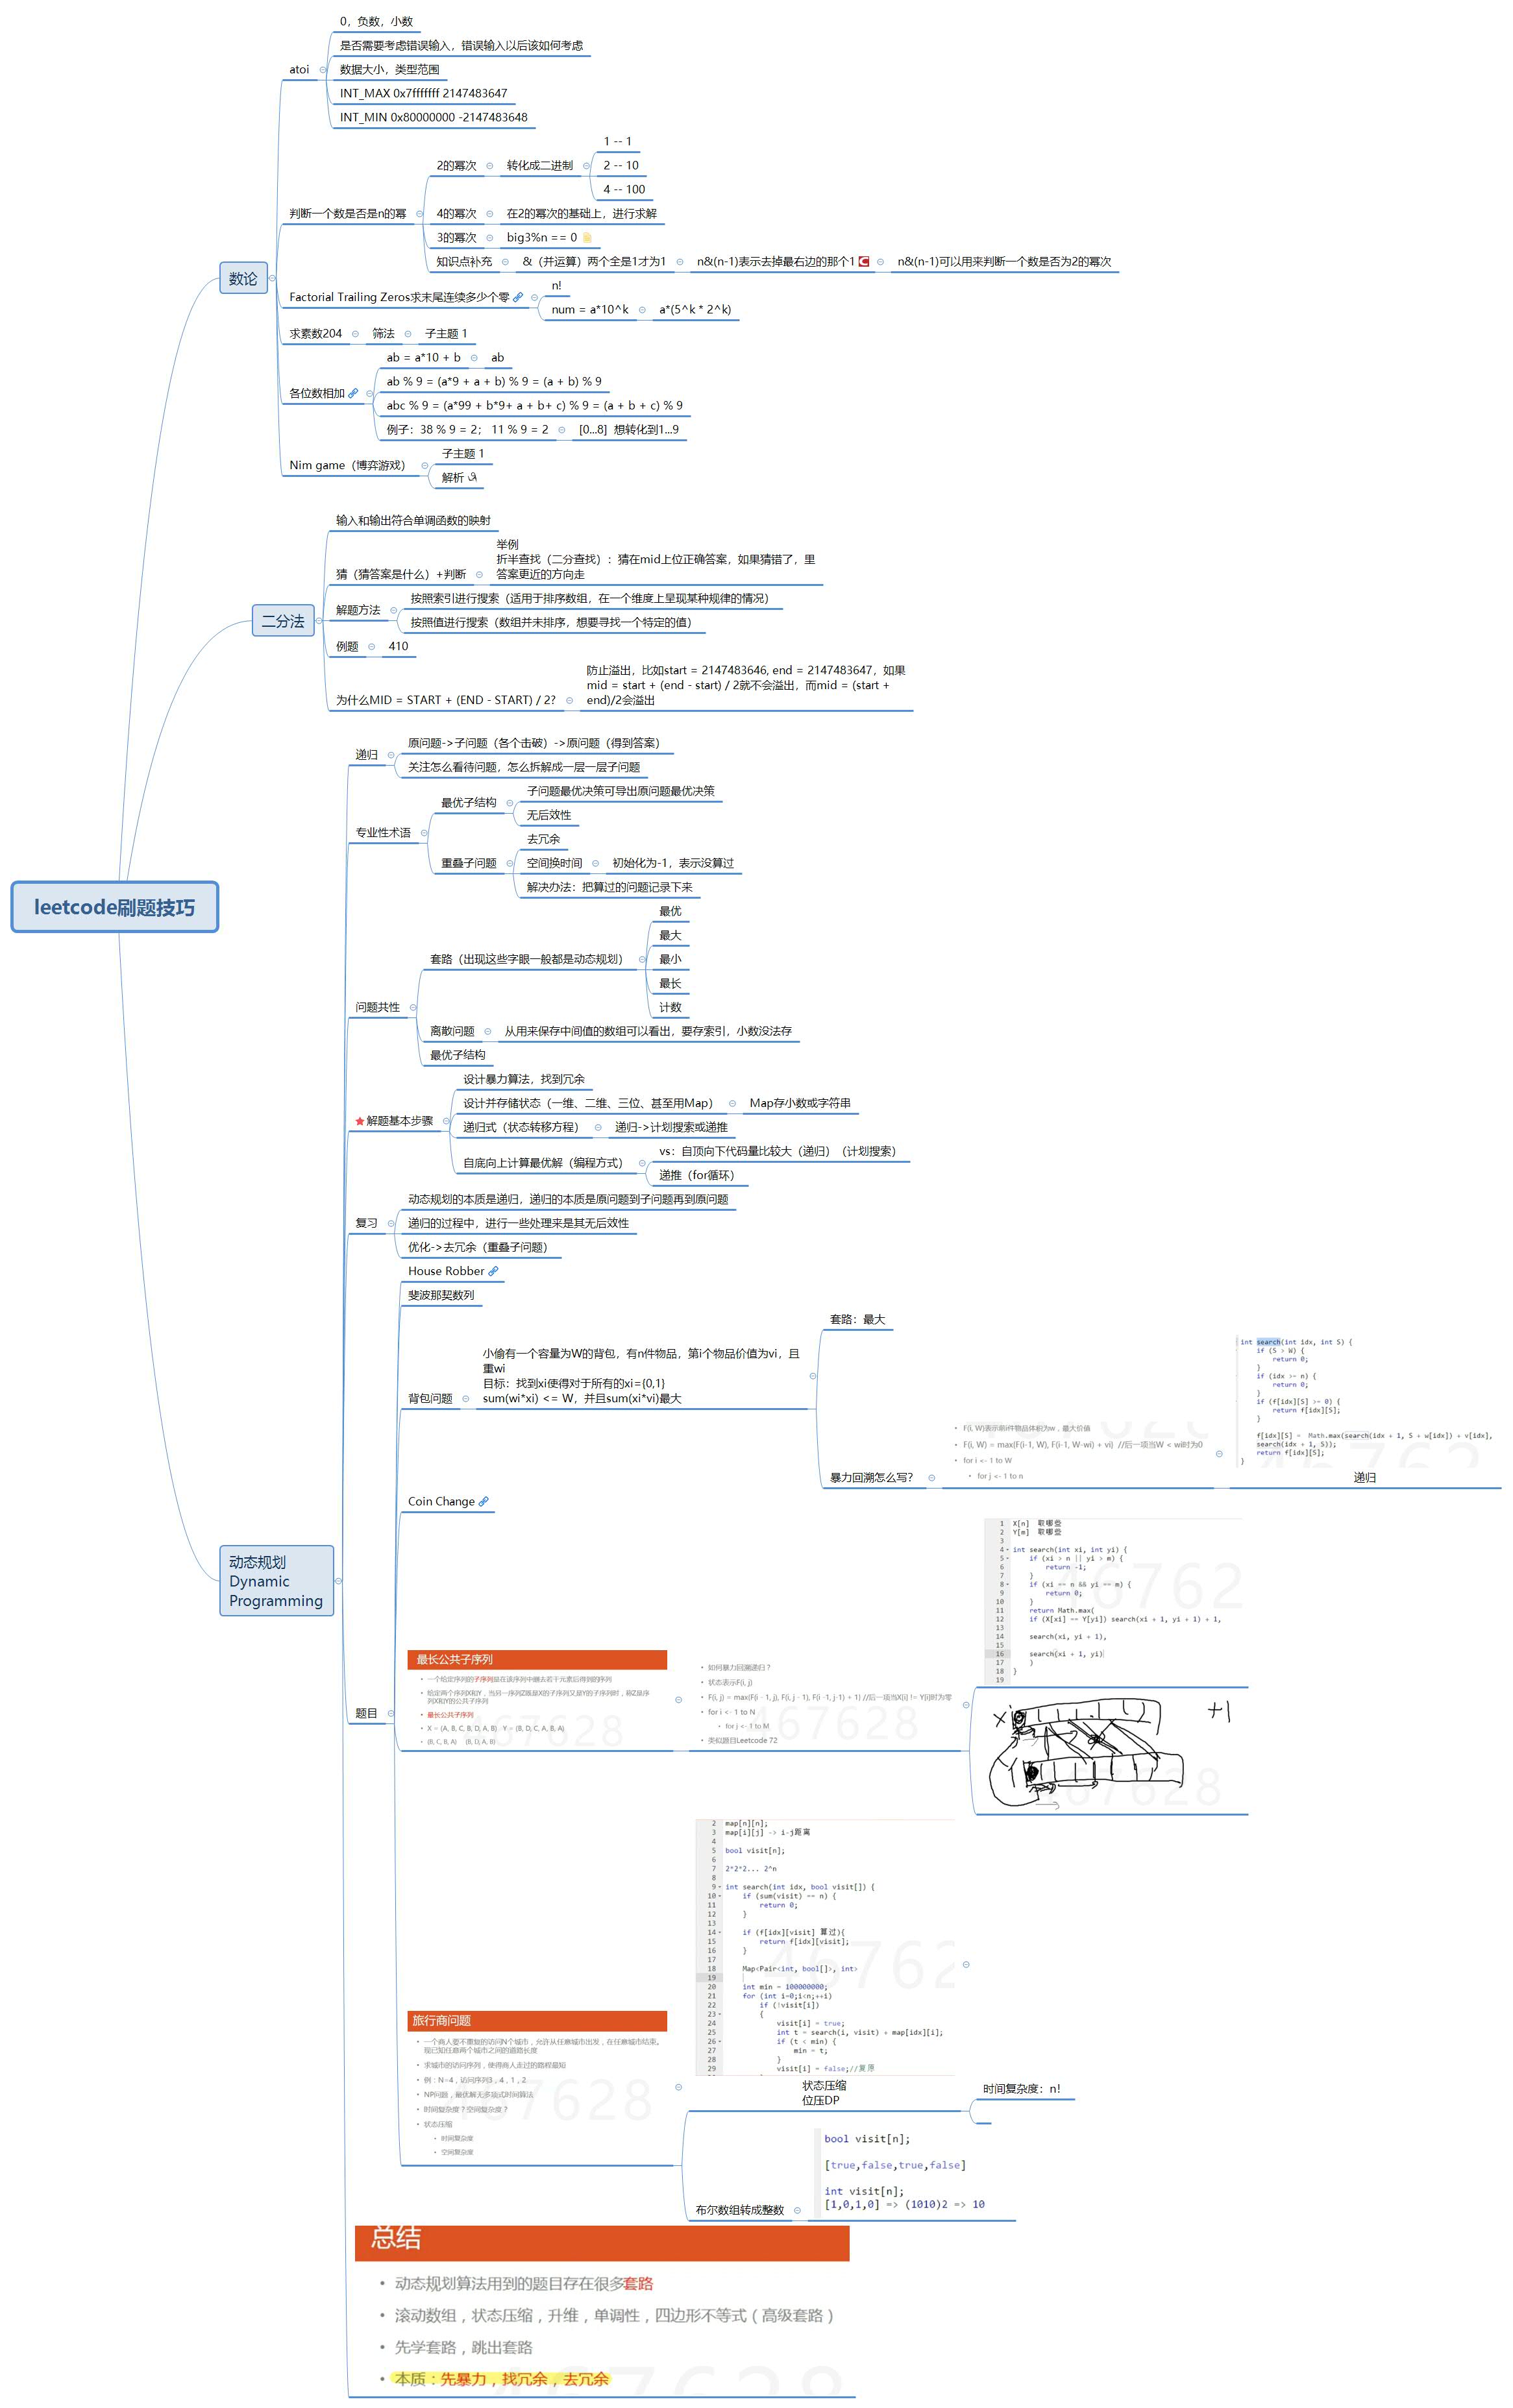 leetcode刷题技巧
数论
atoi
0，负数，小数
是否需要考虑错误输入，错误输入以后该如何考虑
数据大小，类型范围
INT_MAX 0x7fffffff 2147483647
INT_MIN 0x80000000 -2147483648
判断一个数是否是n的幂
2的幂次
转化成二进制
1 -- 1
2 -- 10
4 -- 100
4的幂次
在2的幂次的基础上，进行求解
3的幂次
big3%n == 0
知识点补充
&（并运算）两个全是1才为1
n&(n-1)表示去掉最右边的那个1
n&(n-1)可以用来判断一个数是否为2的幂次
Factorial Trailing Zeros求末尾连续多少个零
n!
num = a*10^k
a*(5^k * 2^k)
求素数204
筛法
子主题 1
各位数相加
ab = a*10 + b
ab
ab % 9 = (a*9 + a + b) % 9 = (a + b) % 9
abc % 9 = (a*99 + b*9+ a + b+ c) % 9 = (a + b + c) % 9
例子：38 % 9 = 2； 11 % 9 = 2
[0...8] 想转化到1...9
Nim game（博弈游戏）
子主题 1
解析
二分法
输入和输出符合单调函数的映射
猜（猜答案是什么）+判断
举例
折半查找（二分查找）：猜在mid上位正确答案，如果猜错了，里
答案更近的方向走
解题方法
按照索引进行搜索（适用于排序数组，在一个维度上呈现某种规律的情况）
按照值进行搜索（数组并未排序，想要寻找一个特定的值）
例题
410
为什么MID = START + (END - START) / 2?
防止溢出，比如start = 2147483646, end = 2147483647，如果
mid = start + (end - start) / 2就不会溢出，而mid = (start +
end)/2会溢出
动态规划
Dynamic
Programming
递归
原问题->子问题（各个击破）->原问题（得到答案）
关注怎么看待问题，怎么拆解成一层一层子问题
专业性术语
最优子结构
子问题最优决策可导出原问题最优决策
无后效性
重叠子问题
去冗余
空间换时间
初始化为-1，表示没算过
解决办法：把算过的问题记录下来
问题共性
套路（出现这些字眼一般都是动态规划）
最优
最大
最小
最长
计数
离散问题
从用来保存中间值的数组可以看出，要存索引，小数没法存
最优子结构
解题基本步骤
设计暴力算法，找到冗余
设计并存储状态（一维、二维、三位、甚至用Map）
Map存小数或字符串
递归式（状态转移方程）
递归->计划搜索或递推
自底向上计算最优解（编程方式）
vs：自顶向下代码量比较大（递归）（计划搜索）
递推（for循环）
复习
动态规划的本质是递归，递归的本质是原问题到子问题再到原问题
递归的过程中，进行一些处理来是其无后效性
优化->去冗余（重叠子问题）
题目
House Robber
斐波那契数列
背包问题
小偷有一个容量为W的背包，有n件物品，第i个物品价值为vi，且
重wi
目标：找到xi使得对于所有的xi={0,1}
sum(wi*xi) <= W，并且sum(xi*vi)最大
套路：最大
暴力回溯怎么写？
• F(i, W)表示前i件物品体积为w，最大价值
• F(i, W) = max(F(i-1, W), F(i-1, W-wi) + vi) //后一项当W < wi时为0
• for i <- 1 to W
• for j <- 1 to n
int search(int idx, int S) {
if (S > W) {
return 0;
}
if (idx >= n) {
return 0;
}
if (f[idx][S] >= 0) {
return f[idx][S];
}
f[idx][S] = Math.max(search(idx + 1, S + w[idx]) + v[idx],
search(idx + 1, S));
return f[idx][S];
}
递归
Coin Change
最长公共子序列
• 一个给定序列的子序列是在该序列中删去若干元素后得到的序列
• 给定两个序列X和Y，当另一序列Z既是X的子序列又是Y的子序列时，称Z是序
列X和Y的公共子序列
• 最长公共子序列
• X = (A, B, C, B, D, A, B) Y = (B, D, C, A, B, A)
• (B, C, B, A) (B, D, A, B)
• 如何暴力回溯递归？
• 状态表示F(i, j)
• F(i, j) = max(F(i - 1, j), F(i, j - 1), F(i -1, j-1) + 1) //后一项当X[i] != Y[j]时为零
• for i <- 1 to N
• for j <- 1 to M
• 类似题目Leetcode 72
1 X[n] 取哪些
2 Y[m] 取哪些
3
4 int search(int xi, int yi) {
5 if (xi > n || yi > m) {
6 return -1;
7 }
8 if (xi == n && yi == m) {
9 return 0;
10 }
11 return Math.max(
12 if (X[xi] == Y[yi]) search(xi + 1, yi + 1) + 1,
14 search(xi, yi + 1),
15
16 search(xi + 1, yi)
17 )
18 }
19
X
+1
旅行商问题
• 一个商人要不重复的访问N个城市，允许从任意城市出发，在任意城市结束。
现已知任意两个城市之间的道路长度
• 求城市的访问序列，使得商人走过的路程最短
• 例：N=4，访问序列3，4，1，2
• NP问题，最优解无多项式时间算法
• 时间复杂度？空间复杂度？
• 状态压缩
• 时间复杂度
• 空间复杂度
2 map[n][n];
3 map[i][j] -> i-j距离
4
5 bool visit[n];
6
7 2*2*2... 2^n
8
9 int search(int idx, bool visit[]) {
10 if (sum(visit) == n) {
11 return 0;
12 }
13
14 if (f[idx][visit] 算过){
15 return f[idx][visit];
16 }
17
18 Map<Pair<int, bool[]>, int>
19
20 int min = 100000000;
21 for (int i=0;i<n;++i)
22 if (!visit[i])
23 {
24 visit[i] = true;
25 int t = search(i, visit) + map[idx][i];
26 if (t < min) {
27 min = t;
28 }
29 visit[i] = false;//复原
状态压缩
位压DP
时间复杂度：n!
布尔数组转成整数
bool visit[n];
[true,false,true,false]
int visit[n];
[1,0,1,0] => (1010)2 => 10
总结
• 动态规划算法用到的题目存在很多套路
• 滚动数组，状态压缩，升维，单调性，四边形不等式（高级套路）
• 先学套路，跳出套路
• 本质：先暴力，找冗余，去冗余